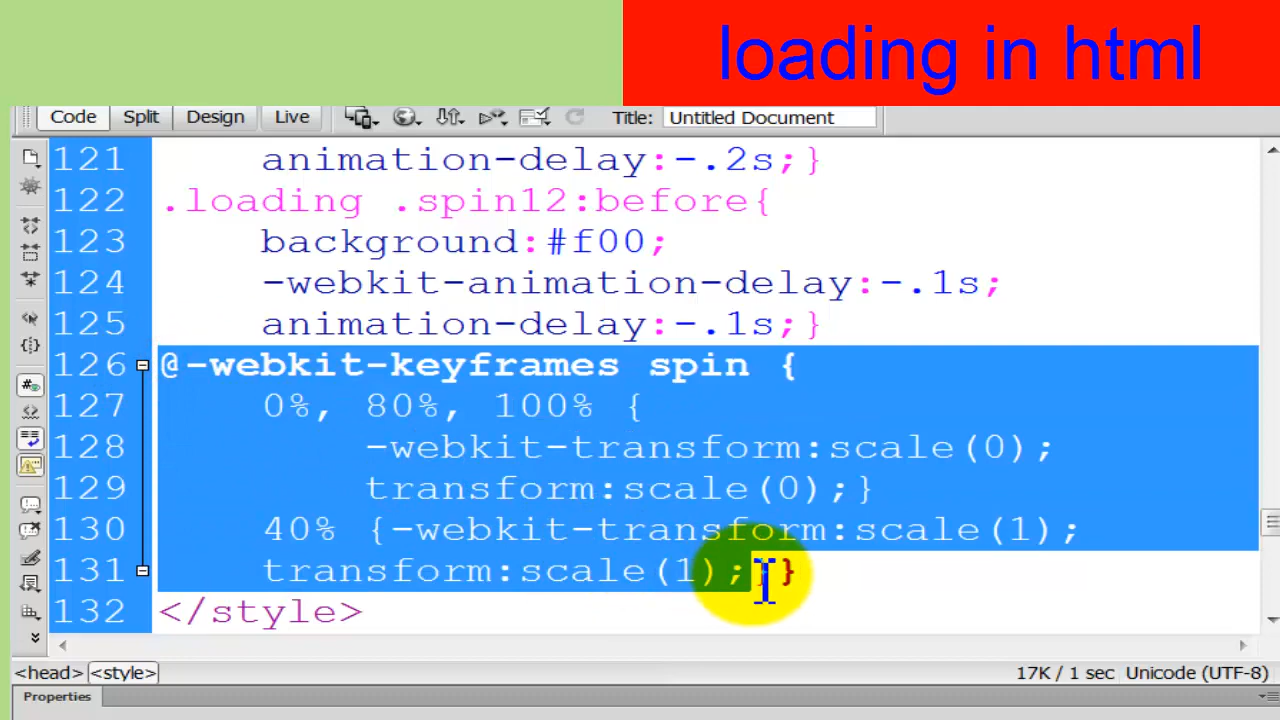 loading in html
Code Split Design Live Title: Untitled Document
121 animation-delay:-.2s;}
122 .loading .spin12:before{
123 background:#f00;
124 -webkit-animation-delay:-.1s;
125 animation-delay:-.1s;}
126 @-webkit-keyframes spin {
127 0%, 80%, 100% {
128 -webkit-transform:scale(0);
129 transform:scale(0);}
130 40% {-webkit-transform:scale(1);
131 transform:scale(1);}}
132 </style>
<head> <style> 17K / 1 sec Unicode (UTF-8)
Properties